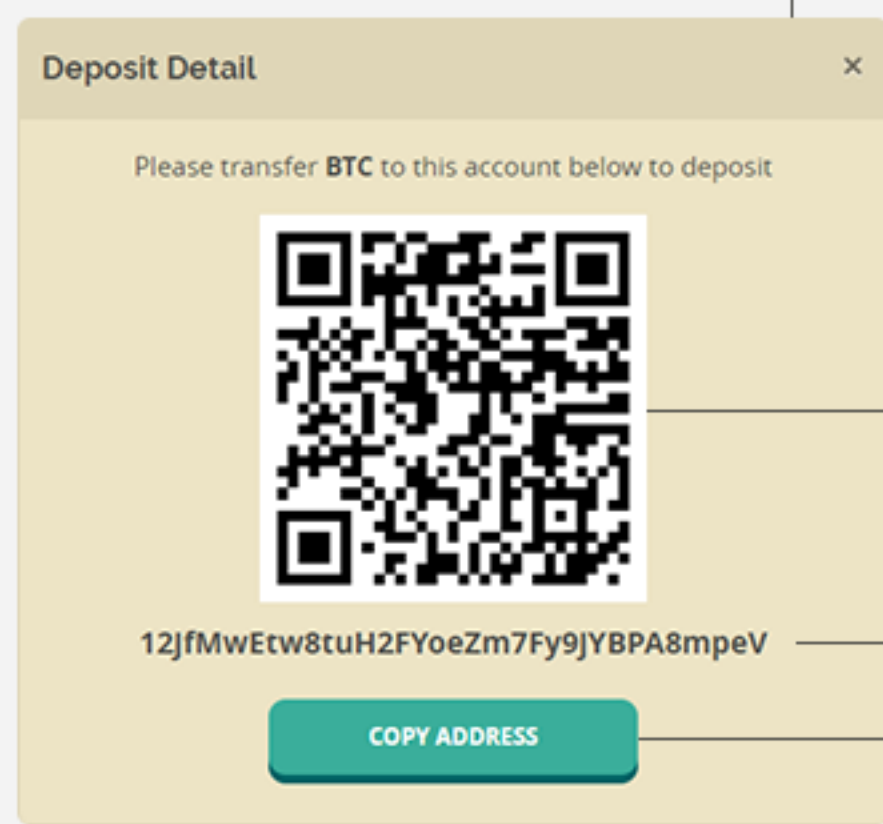 Deposit Detail ×
Please transfer BTC to this account below to deposit
12JfMwEtw8tuH2FYoeZm7Fy9JYBPA8mpeV
COPY ADDRESS